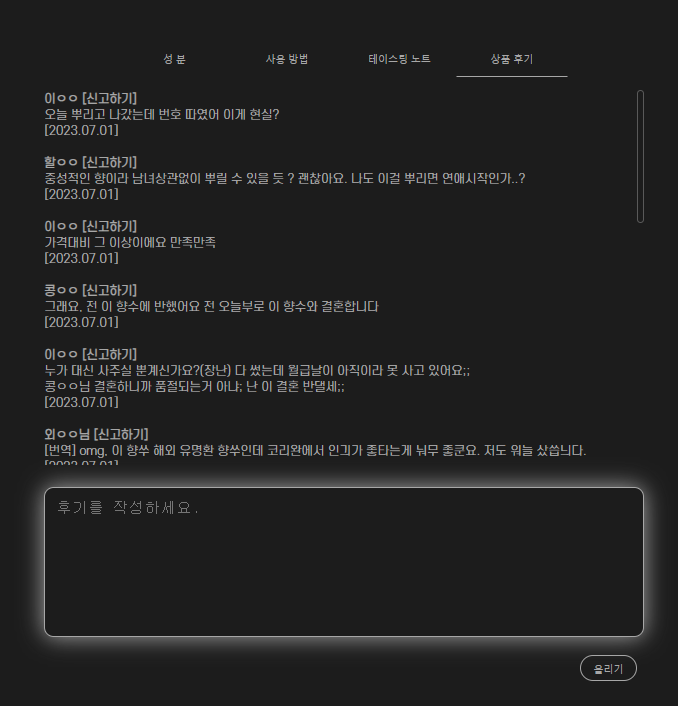 성 분
사용 방법
테이스팅 노트
상품 후기
이ㅇㅇ [신고하기]
오늘 뿌리고 나갔는데 번호 따였어 이게 현실?
[2023.07.01]
할ㅇㅇ [신고하기]
중성적인 향이라 남녀상관없이 뿌릴 수 있을 듯 ? 괜찮아요. 나도 이걸 뿌리면 연애시작인가..?
[2023.07.01]
이ㅇㅇ [신고하기]
가격대비 그 이상이에요 만족만족
[2023.07.01]
콩ㅇㅇ [신고하기]
그래요, 전 이 향수에 반했어요 전 오늘부로 이 향수와 결혼합니다
[2023.07.01]
이ㅇㅇ [신고하기]
누가 대신 사주실 뿐계신가요?(장난) 다 썼는데 월급날이 아직이라 못 사고 있어요;;
콩ㅇㅇ님 결혼하니까 품절되는거 아냐; 난 이 결혼 반댈세;;
[2023.07.01]
외ㅇㅇ님 [신고하기]
[번역] omg, 이 향쑤 해외 유명환 향쑤인데 코리완에서 인긔가 좋타는게 눠무 좋쿤요. 저도 워늘 샀씁늬다.
[2023.07.01]
후기를 작성하세요.
올리기